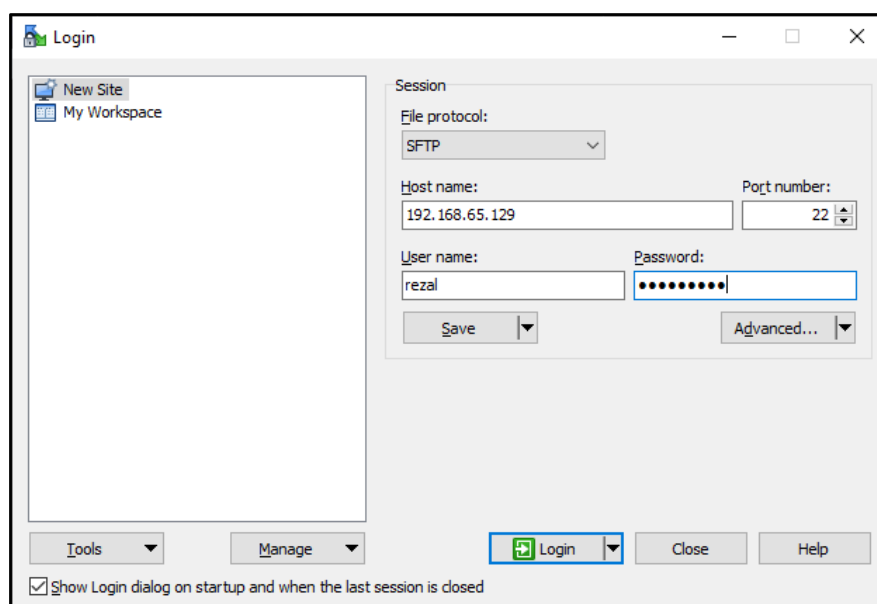 Login
New Site
My Workspace
Session
File protocol:
SFTP
Host name: Port number:
192.168.65.129 22
User name: Password:
rezal •••••••••
Save Advanced...
Tools Manage Login Close Help
Show Login dialog on startup and when the last session is closed